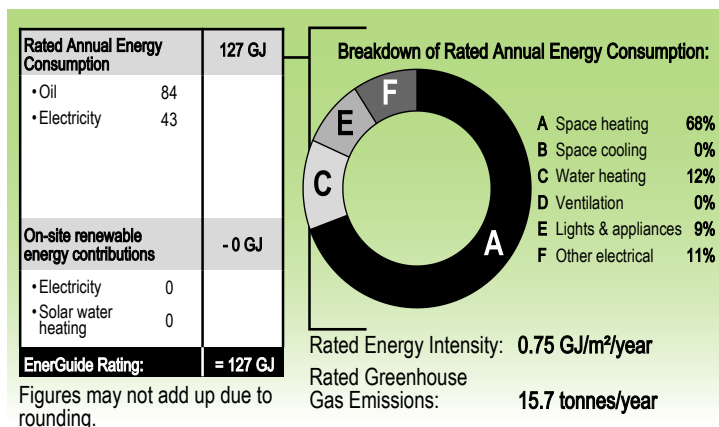 Rated Annual Energy
Consumption
127 GJ
• Oil 84
• Electricity 43
On-site renewable
energy contributions
- 0 GJ
• Electricity 0
• Solar water
heating
0
EnerGuide Rating: = 127 GJ
Figures may not add up due to
rounding.
Breakdown of Rated Annual Energy Consumption:
F
E
C
A
A Space heating 68%
B Space cooling 0%
C Water heating 12%
D Ventilation 0%
E Lights & appliances 9%
F Other electrical 11%
Rated Energy Intensity: 0.75 GJ/m²/year
Rated Greenhouse
Gas Emissions: 15.7 tonnes/year